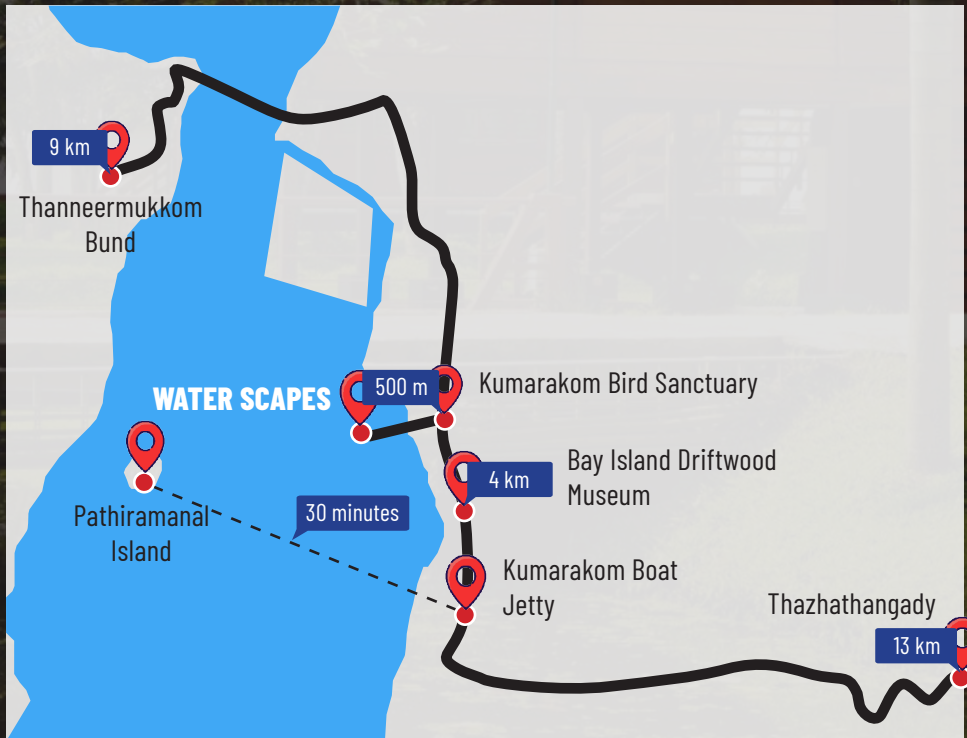 9 km
Thanneermukkom
Bund
WATER SCAPES
500 m
Kumarakom Bird Sanctuary
4 km
Bay Island Driftwood
Museum
Pathiramanal
Island
30 minutes
Kumarakom Boat
Jetty
Thazhathangady
13 km